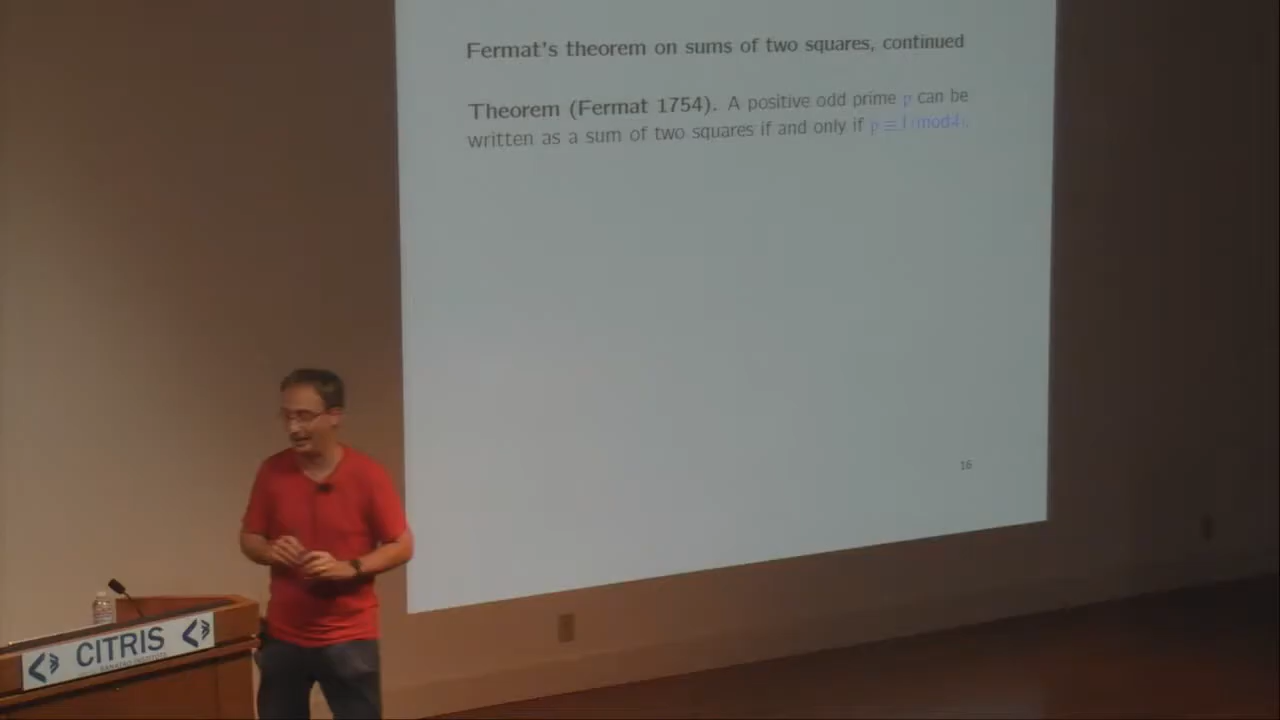 Fermat's theorem on sums of two squares, continued
Theorem (Fermat 1754). A positive odd prime p can be
written as a sum of two squares if and only if p ≡ 1 (mod 4).
16
CITRIS